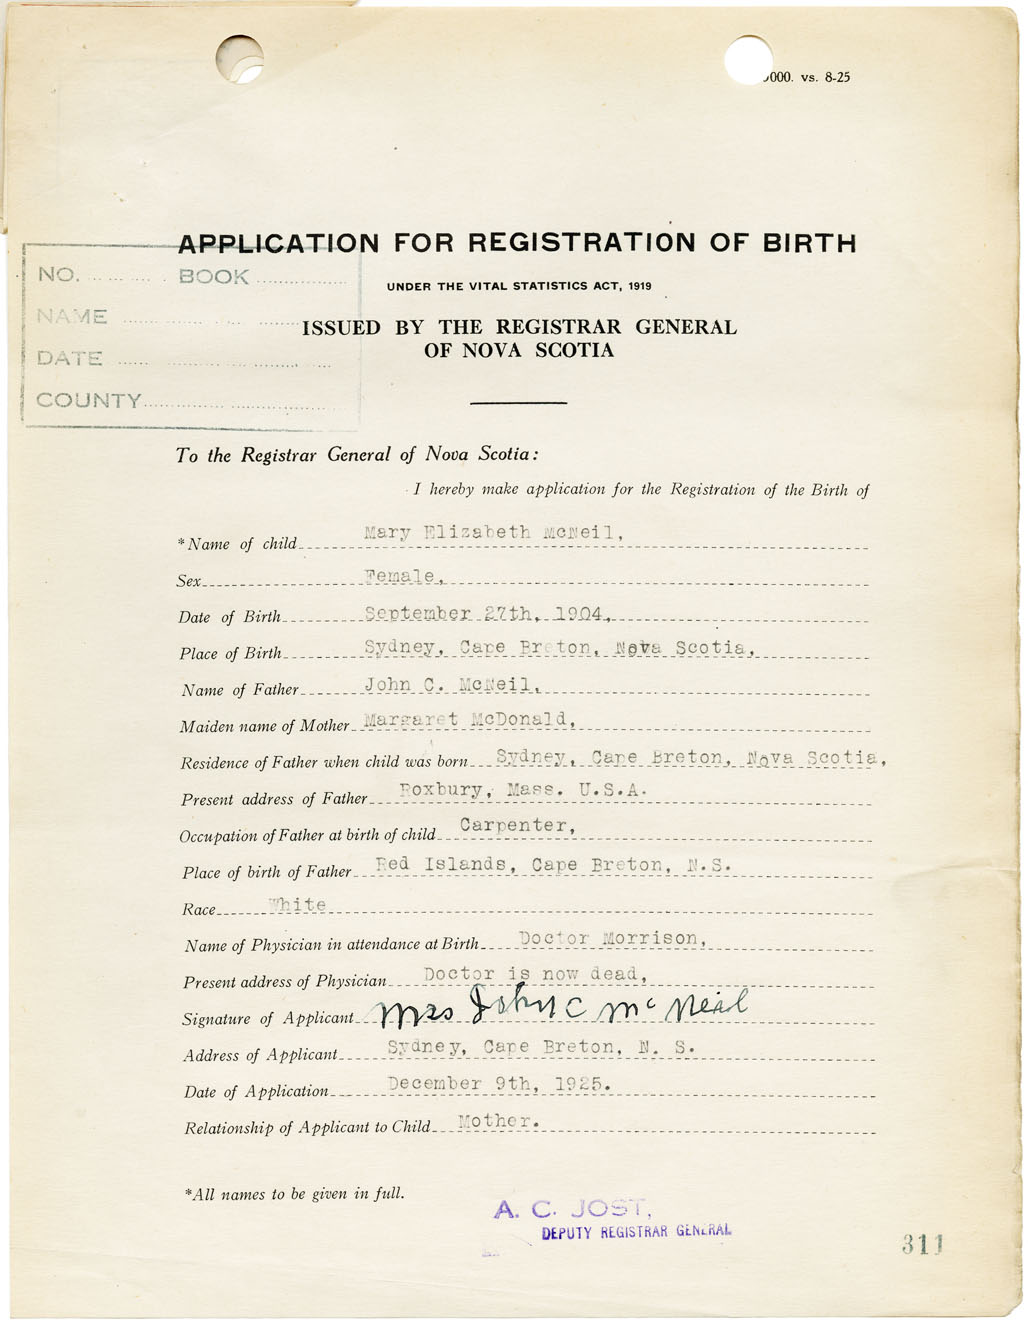 000. vs. 8-25
APPLICATION FOR REGISTRATION OF BIRTH
UNDER THE VITAL STATISTICS ACT, 1919
ISSUED BY THE REGISTRAR GENERAL
OF NOVA SCOTIA
NO. BOOK
NAME
DATE
COUNTY
To the Registrar General of Nova Scotia:
I hereby make application for the Registration of the Birth of
*Name of child Mary Elizabeth McNeil,
Sex Female,
Date of Birth September 27th, 1904,
Place of Birth Sydney, Cape Breton, Nova Scotia,
Name of Father John C. McNeil,
Maiden name of Mother Margaret McDonald,
Residence of Father when child was born Sydney, Cape Breton, Nova Scotia,
Present address of Father Roxbury, Mass. U.S.A.
Occupation of Father at birth of child Carpenter,
Place of birth of Father Red Islands, Cape Breton, N.S.
Race White
Name of Physician in attendance at Birth Doctor Morrison,
Present address of Physician Doctor is now dead,
Signature of Applicant Mrs John C McNeil
Address of Applicant Sydney, Cape Breton, N. S.
Date of Application December 9th, 1925.
Relationship of Applicant to Child Mother.
*All names to be given in full.
A. C. JOST,
DEPUTY REGISTRAR GENERAL
311